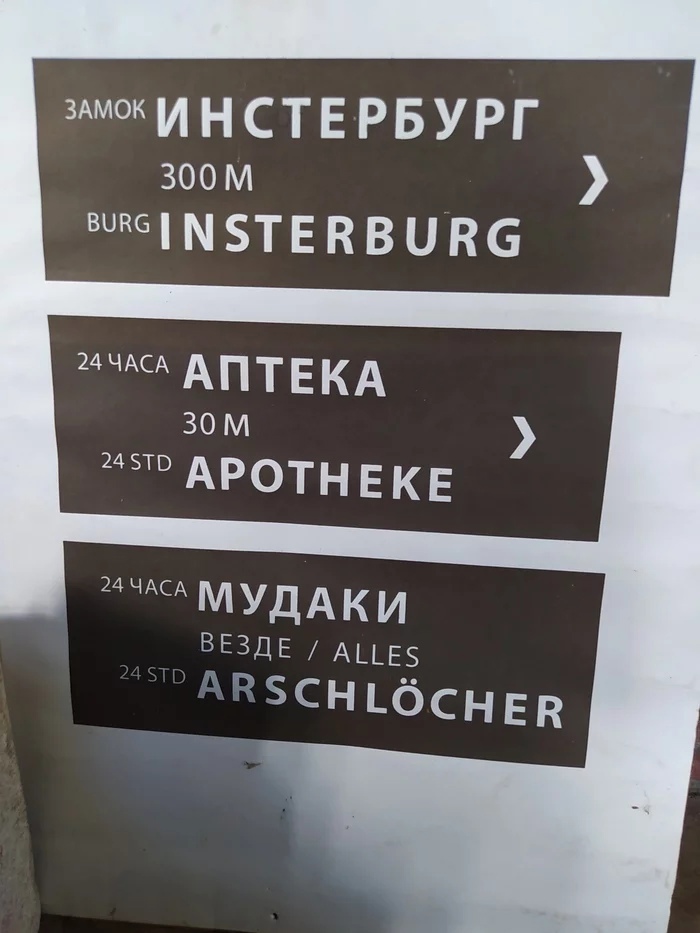 ЗАМОК ИНСТЕРБУРГ
300 М
BURG INSTERBURG
24 ЧАСА АПТЕКА
30 М
24 STD APOTHEKE
24 ЧАСА МУДАКИ
ВЕЗДЕ / ALLES
24 STD ARSCHLÖCHER